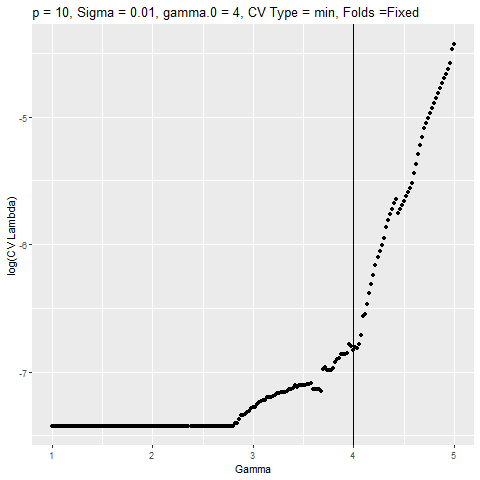 p = 10, Sigma = 0.01, gamma.0 = 4, CV Type = min, Folds =Fixed
-5
-6
-7
log(CV Lambda)
1 2 3 4 5
Gamma